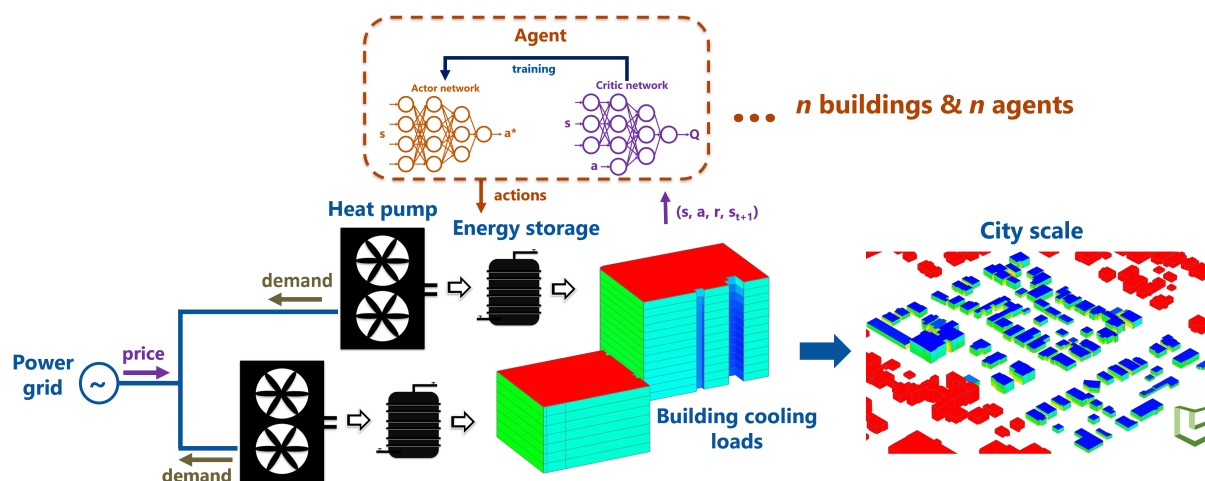 Agent
training
Actor network
Critic network
s
a*
s
a
Q
... n buildings & n agents
actions
(s, a, r, st+1)
Heat pump
Energy storage
City scale
demand
price
Power
grid
~
Building cooling
loads
demand